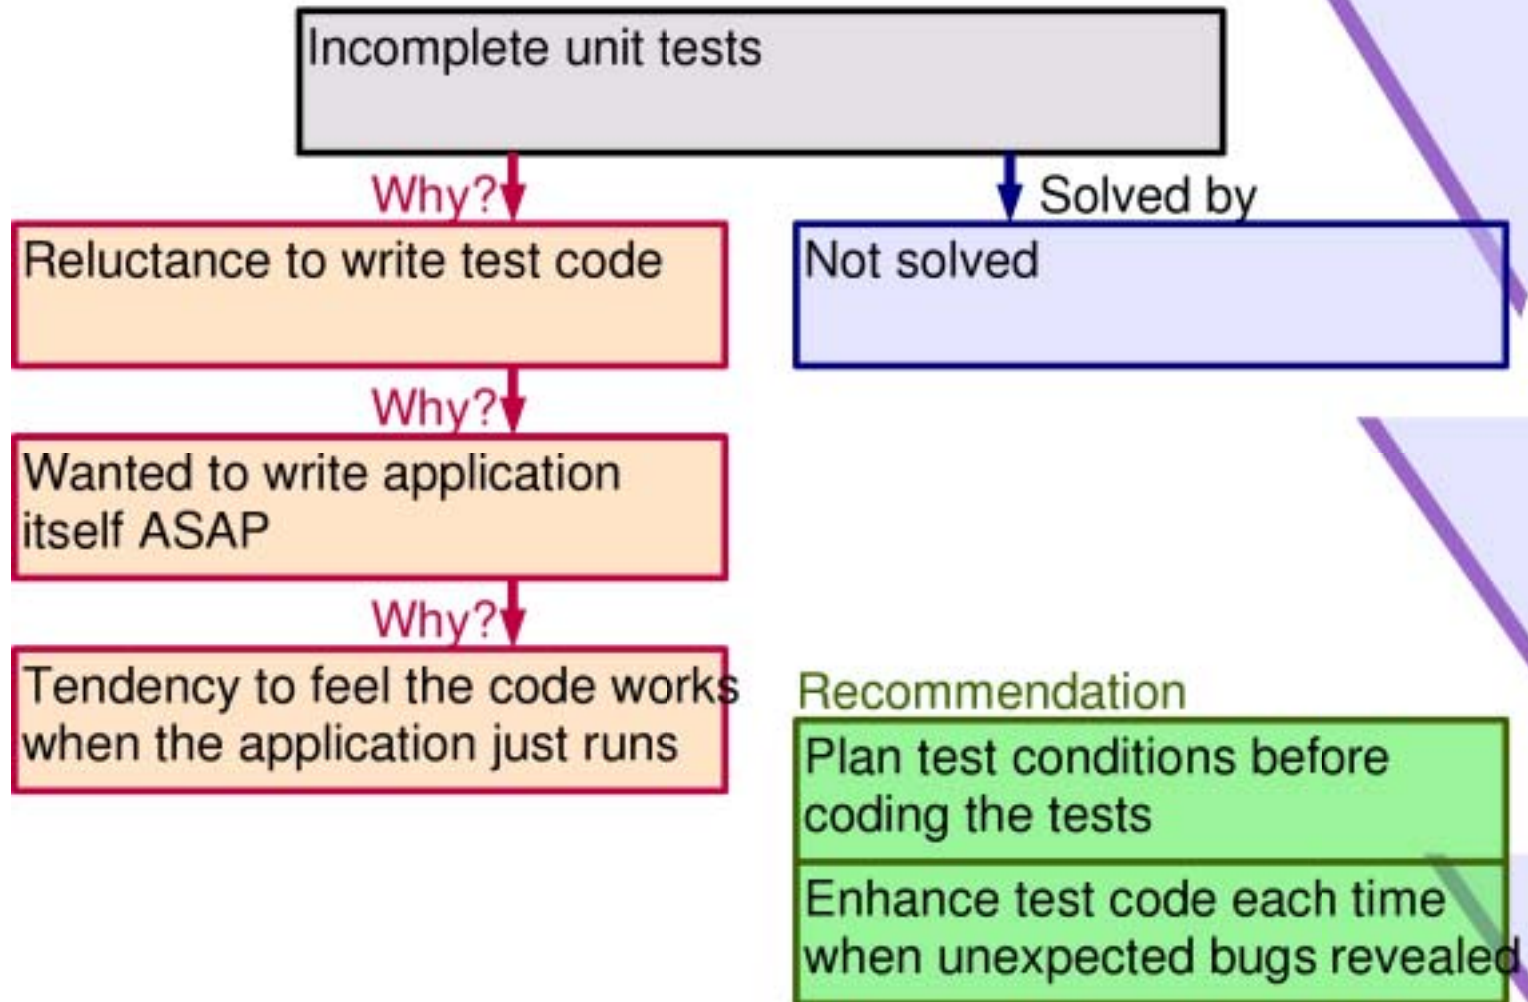 Incomplete unit tests
Why?
Solved by
Reluctance to write test code
Not solved
Why?
Wanted to write application
itself ASAP
Why?
Tendency to feel the code works
when the application just runs
Recommendation
Plan test conditions before
coding the tests
Enhance test code each time
when unexpected bugs revealed